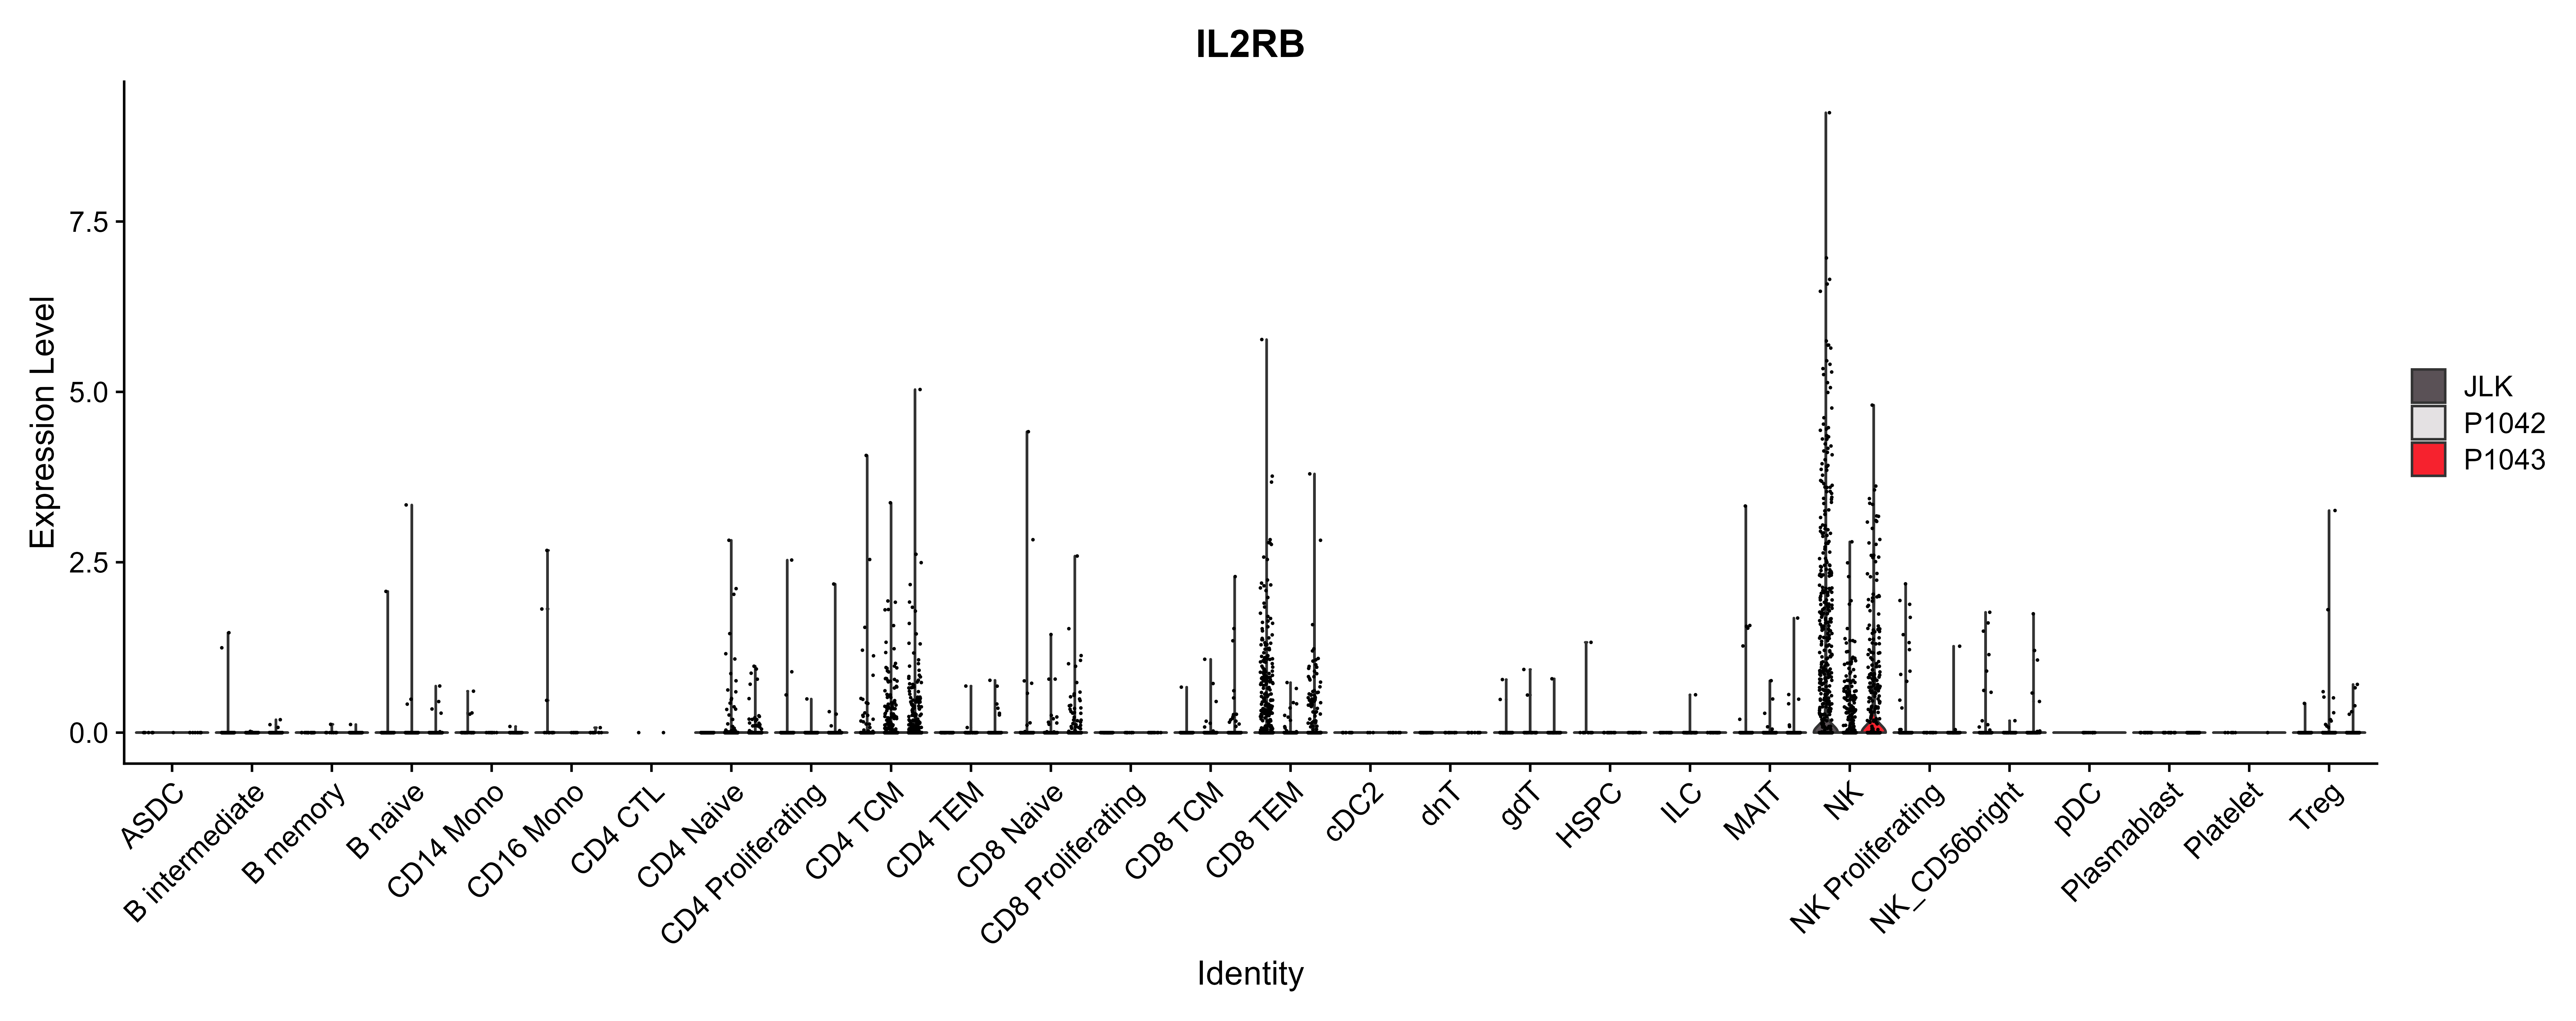 IL2RB
Expression Level
7.5
5.0
2.5
0.0
ASDC
B intermediate
B memory
B naive
CD14 Mono
CD16 Mono
CD4 CTL
CD4 Naive
CD4 Proliferating
CD4 TCM
CD4 TEM
CD8 Naive
CD8 Proliferating
CD8 TCM
CD8 TEM
cDC2
dnT
gdT
HSPC
ILC
MAIT
NK
NK Proliferating
NK_CD56bright
pDC
Plasmablast
Platelet
Treg
Identity
JLK
P1042
P1043